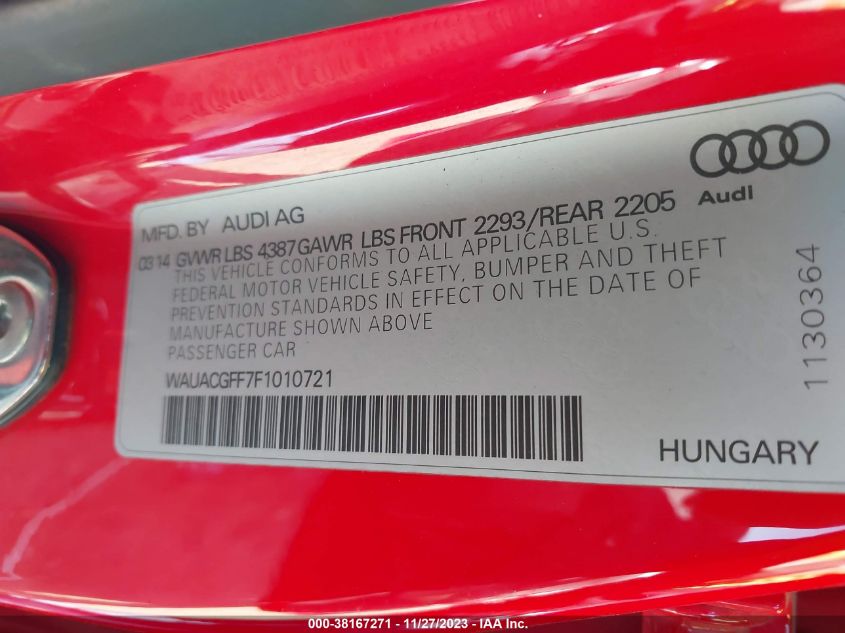 Audi
MFD. BY AUDI AG
0314 GVWR LBS 4387 GAWR LBS FRONT 2293/REAR 2205
THIS VEHICLE CONFORMS TO ALL APPLICABLE U.S.
FEDERAL MOTOR VEHICLE SAFETY, BUMPER AND THEFT
PREVENTION STANDARDS IN EFFECT ON THE DATE OF
MANUFACTURE SHOWN ABOVE
PASSENGER CAR
WAUACGFF7F1010721
1130364
HUNGARY
000-38167271 - 11/27/2023 - IAA Inc.